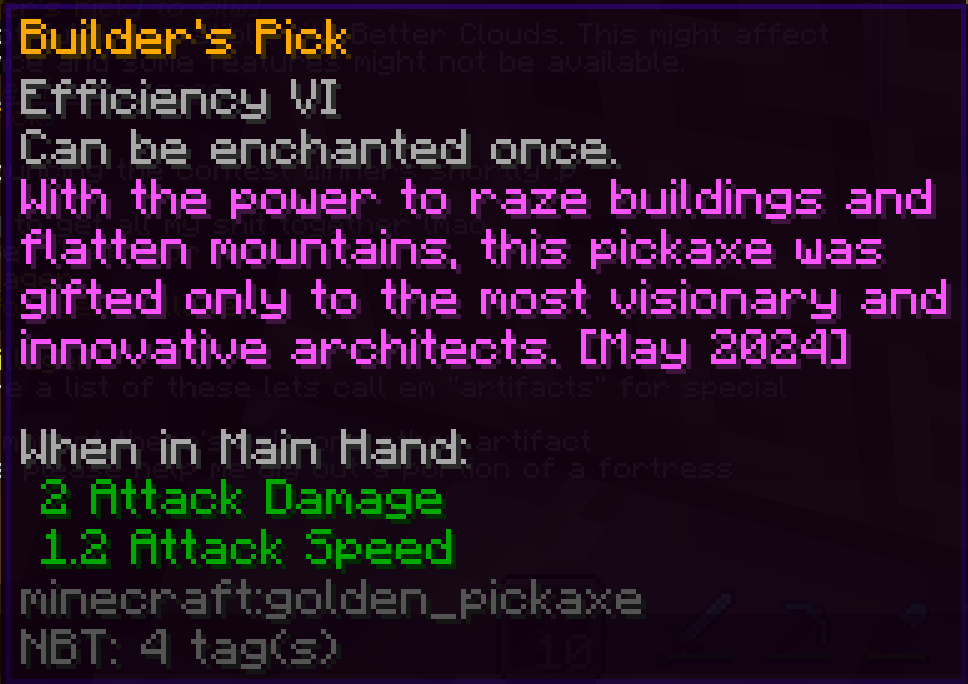 Builder's Pick
Efficiency VI
Can be enchanted once.
With the power to raze buildings and
flatten mountains, this pickaxe was
gifted only to the most visionary and
innovative architects. [May 2024]
When in Main Hand:
2 Attack Damage
1.2 Attack Speed
minecraft:golden_pickaxe
NBT: 4 tag(s)
10